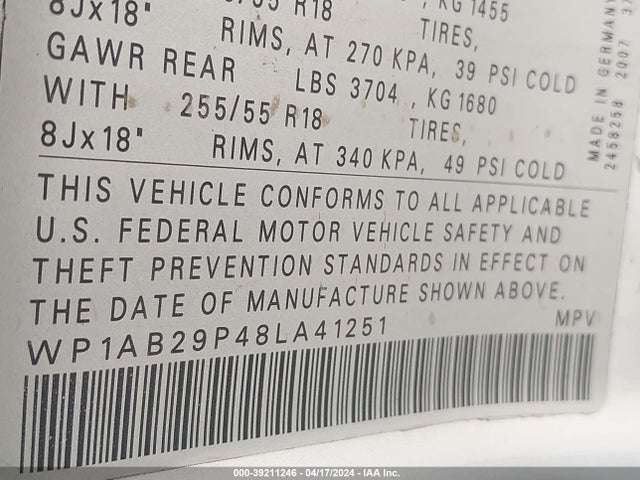 8Jx18" R18 , KG 1455
RIMS, AT 270 KPA, 39 PSI COLD TIRES,
GAWR REAR LBS 3704 , KG 1680
WITH 255/55 R18 TIRES,
8Jx18" RIMS, AT 340 KPA, 49 PSI COLD
THIS VEHICLE CONFORMS TO ALL APPLICABLE
U.S. FEDERAL MOTOR VEHICLE SAFETY AND
THEFT PREVENTION STANDARDS IN EFFECT ON
THE DATE OF MANUFACTURE SHOWN ABOVE.
WP1AB29P48LA41251 MPV
MADE IN GERMANY
2458258 2007
000-39211246 - 04/17/2024 - IAA Inc.